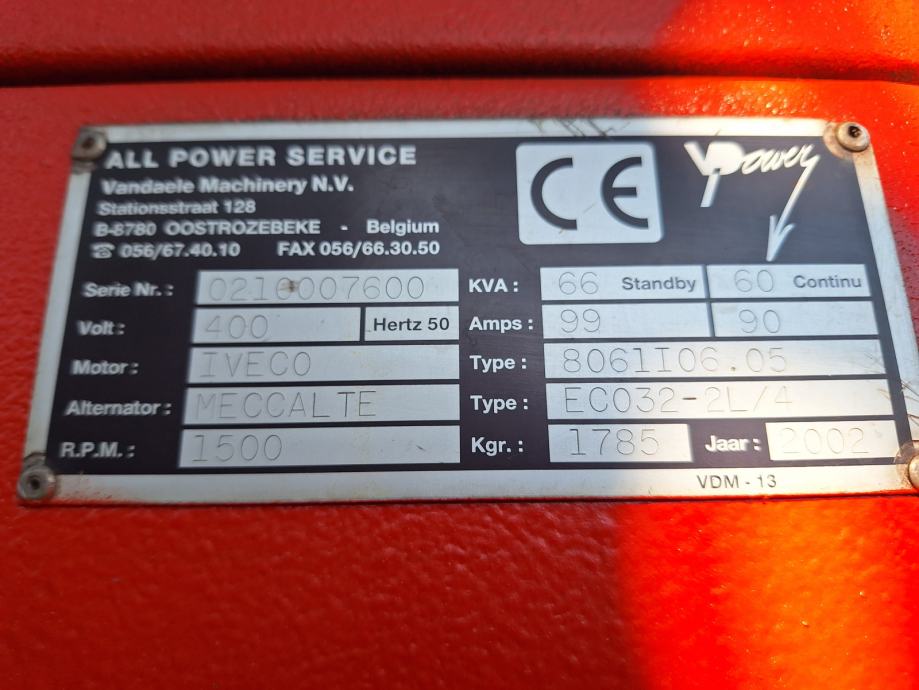 ALL POWER SERVICE
Vandaele Machinery N.V.
Stationsstraat 128
B-8780 OOSTROZEBEKE - Belgium
☎ 056/67.40.10 FAX 056/66.30.50
CE
VPower
Serie Nr.: 0210007600 KVA: 66 Standby 60 Continu
Volt: 400 Hertz 50 Amps: 99 90
Motor: IVECO Type: 8061I06.05
Alternator: MECCALTE Type: ECO32-2L/4
R.P.M.: 1500 Kgr.: 1785 Jaar: 2002
VDM - 13